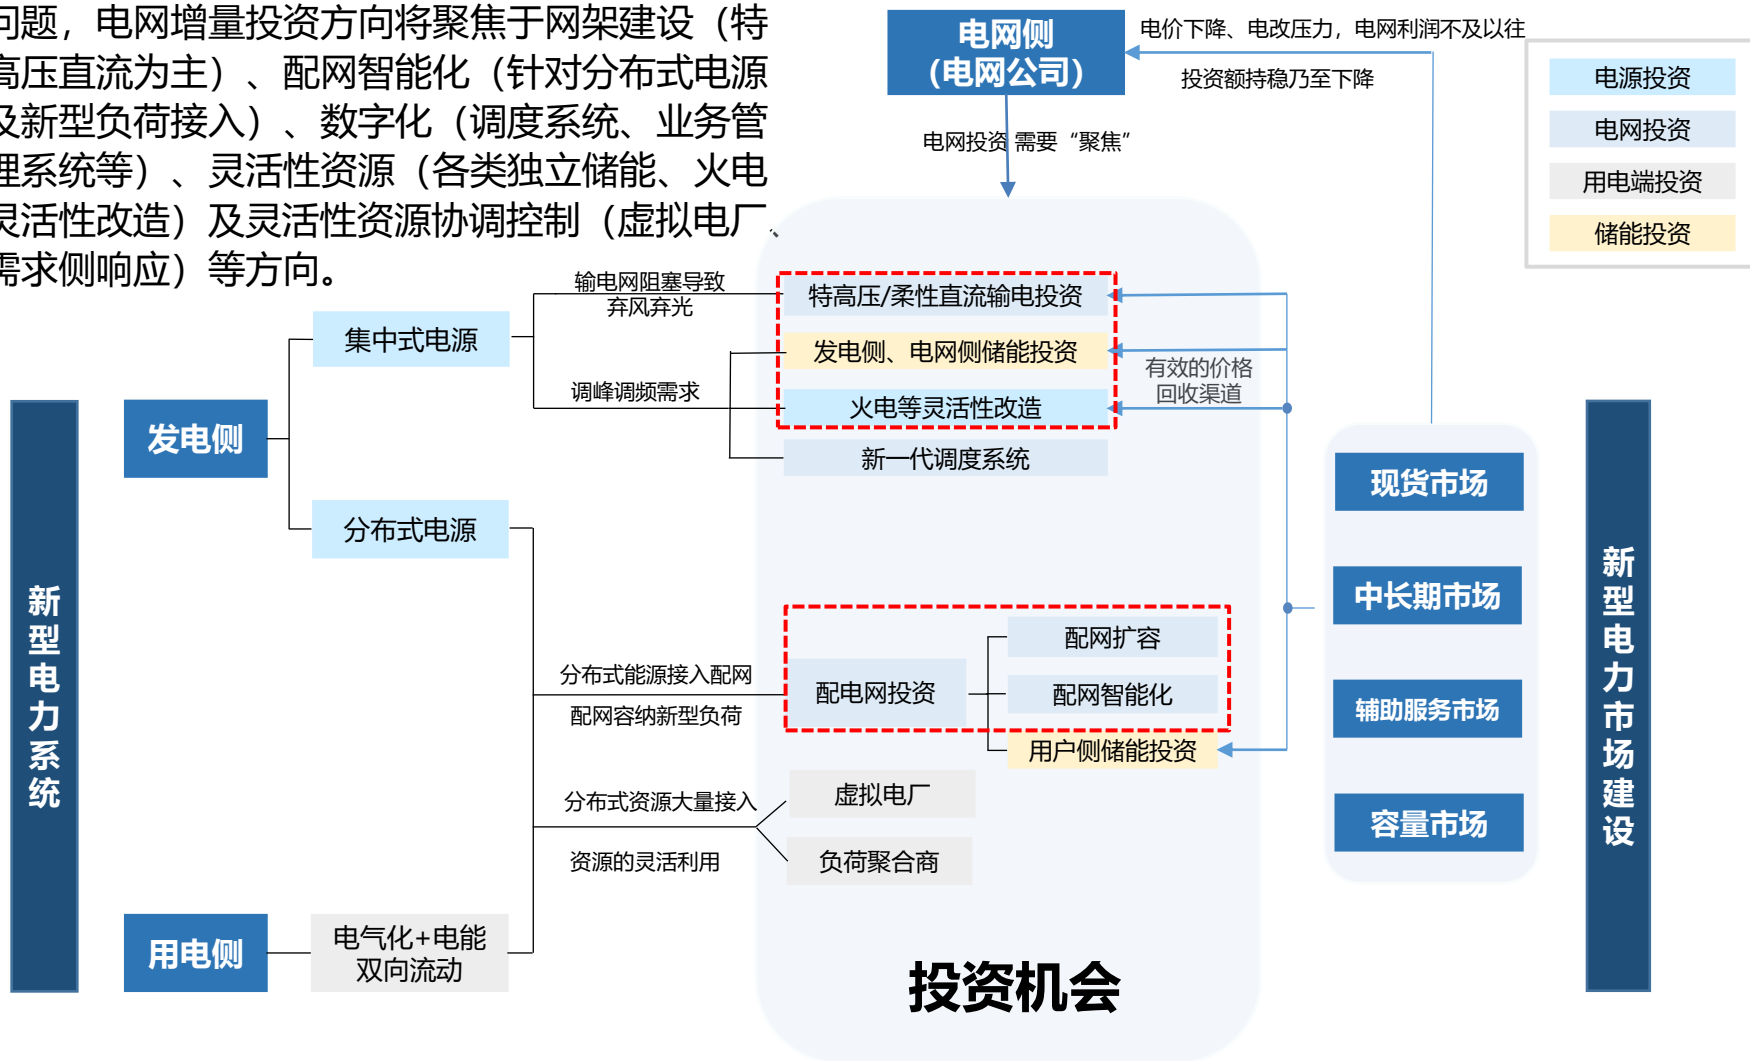 问题，电网增量投资方向将聚焦于网架建设（特
高压直流为主）、配网智能化（针对分布式电源
及新型负荷接入）、数字化（调度系统、业务管
理系统等）、灵活性资源（各类独立储能、火电
灵活性改造）及灵活性资源协调控制（虚拟电厂、
需求侧响应）等方向。
电网侧
（电网公司）
电价下降、电改压力，电网利润不及以往
投资额持稳乃至下降
电网投资 需要“聚焦”
电源投资
电网投资
用电端投资
储能投资
新型电力系统
发电侧
集中式电源
分布式电源
用电侧
电气化+电能
双向流动
输电网阻塞导致
弃风弃光
调峰调频需求
分布式能源接入配网
配网容纳新型负荷
分布式资源大量接入
资源的灵活利用
特高压/柔性直流输电投资
发电侧、电网侧储能投资
火电等灵活性改造
新一代调度系统
配电网投资
配网扩容
配网智能化
用户侧储能投资
虚拟电厂
负荷聚合商
投资机会
有效的价格
回收渠道
现货市场
中长期市场
辅助服务市场
容量市场
新型电力市场建设